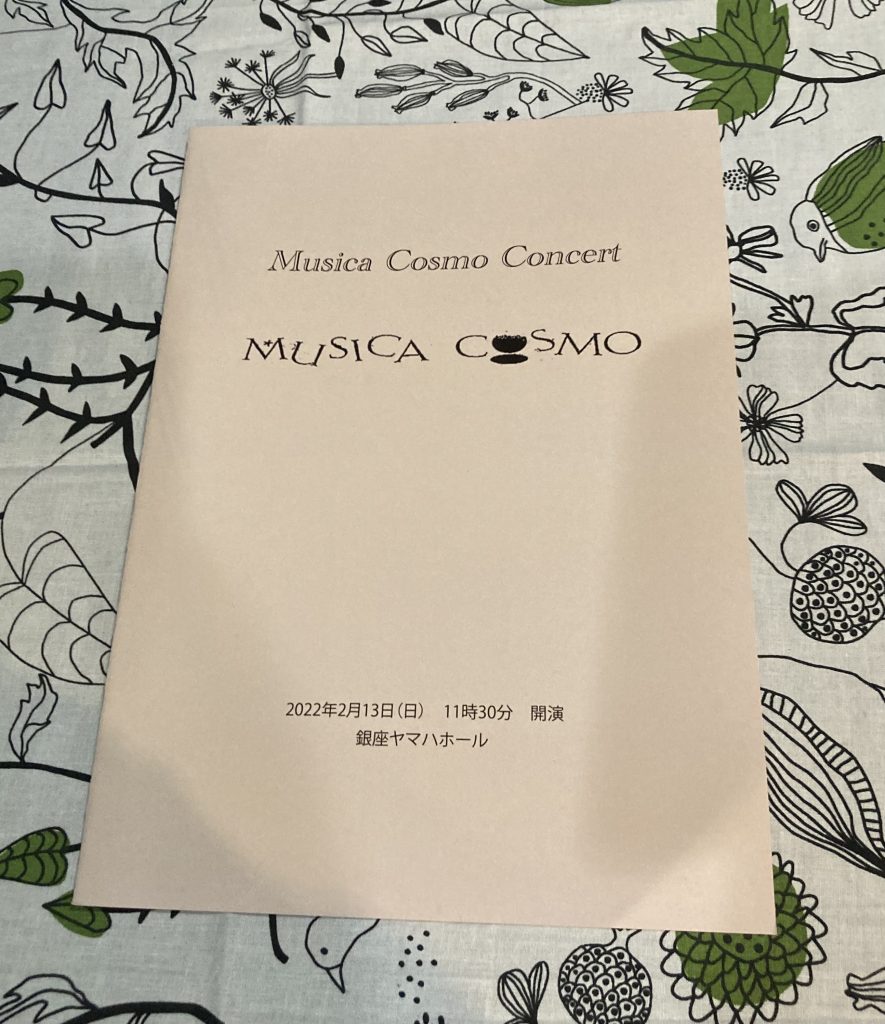 Musica Cosmo Concert
MUSICA COSMO
2022年2月13日(日) 11時30分 開演
銀座ヤマハホール